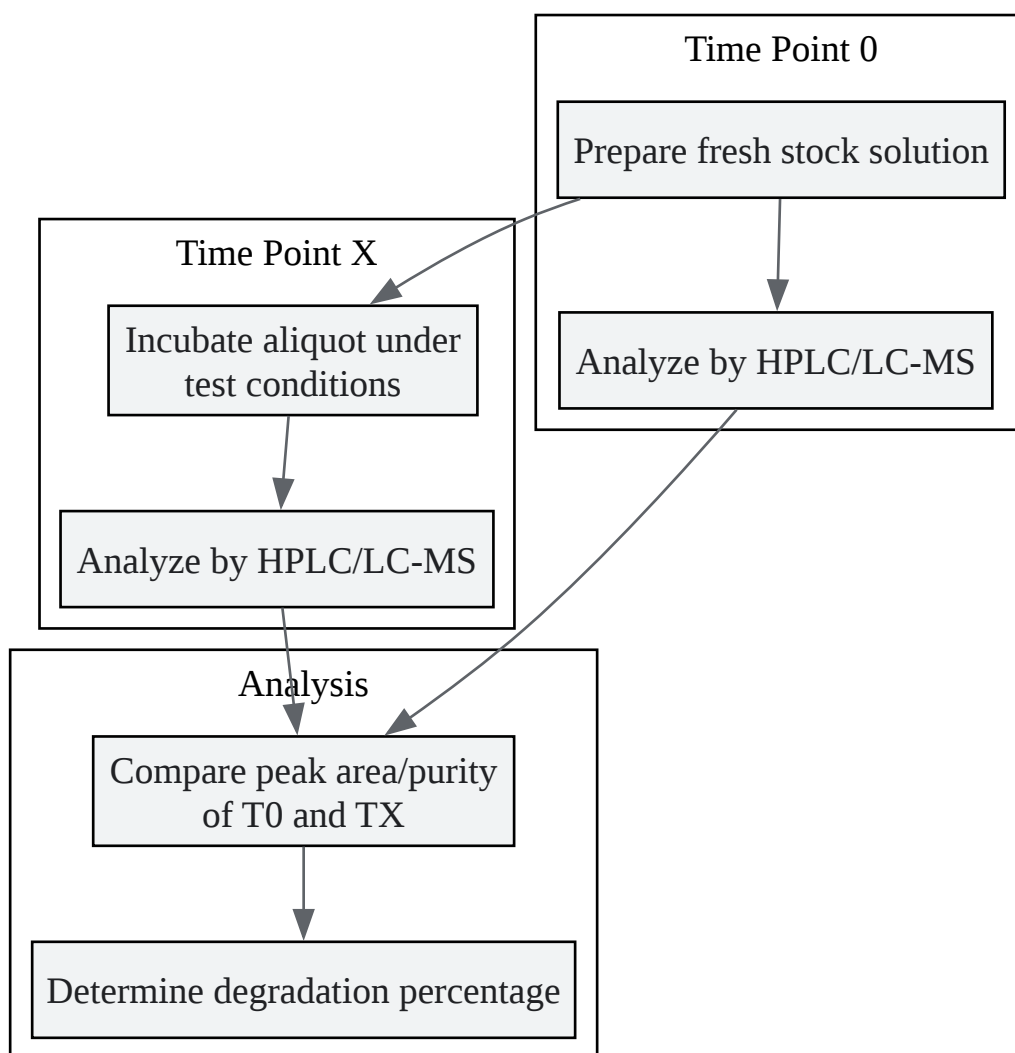 Time Point 0
Prepare fresh stock solution
Time Point X
Incubate aliquot under
test conditions
Analyze by HPLC/LC-MS
Analyze by HPLC/LC-MS
Analysis
Compare peak area/purity
of T0 and TX
Determine degradation percentage